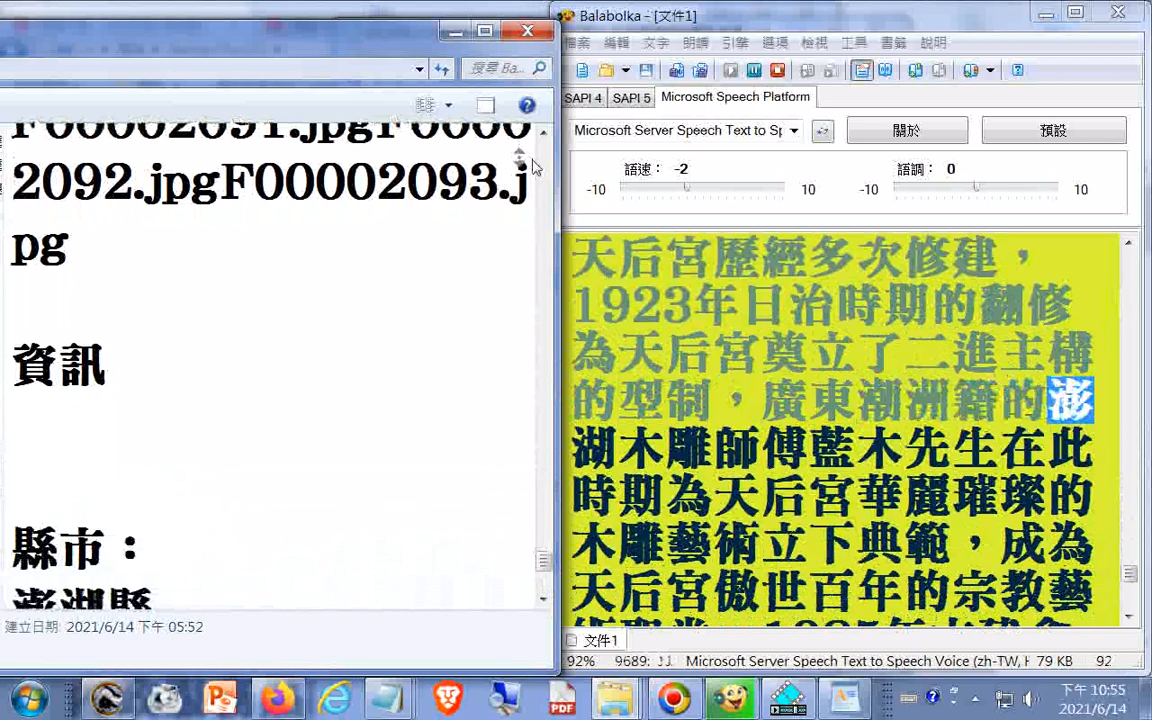 搜尋 Ba...
F00002091.jpgF0000
2092.jpgF00002093.j
pg
資訊
縣市：
澎湖縣
建立日期: 2021/6/14 下午 05:52
Balabolka - [文件1]
檔案 編輯 文字 朗讀 引擎 選項 檢視 工具 書籤 說明
SAPI 4 SAPI 5 Microsoft Speech Platform
Microsoft Server Speech Text to Sp 關於 預設
語速： -2 語調： 0
-10 10 -10 10
天后宮歷經多次修建，
1923年日治時期的翻修
為天后宮奠立了二進主構
的型制，廣東潮洲籍的澎
湖木雕師傅藍木先生在此
時期為天后宮華麗璀璨的
木雕藝術立下典範，成為
天后宮傲世百年的宗教藝
文件1
92% 9689: Microsoft Server Speech Text to Speech Voice (zh-TW, H 79 KB 92
PDF
下午 10:55
2021/6/14